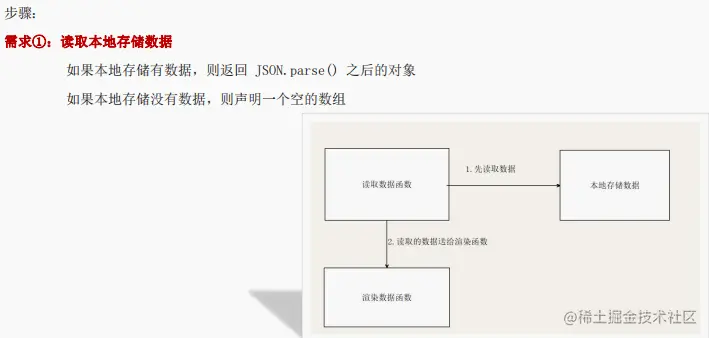 步骤：
需求①：读取本地存储数据
如果本地存储有数据，则返回 JSON.parse() 之后的对象
如果本地存储没有数据，则声明一个空的数组
读取数据函数
1.先读取数据
本地存储数据
2.读取的数据送给渲染函数
渲染数据函数
@稀土掘金技术社区